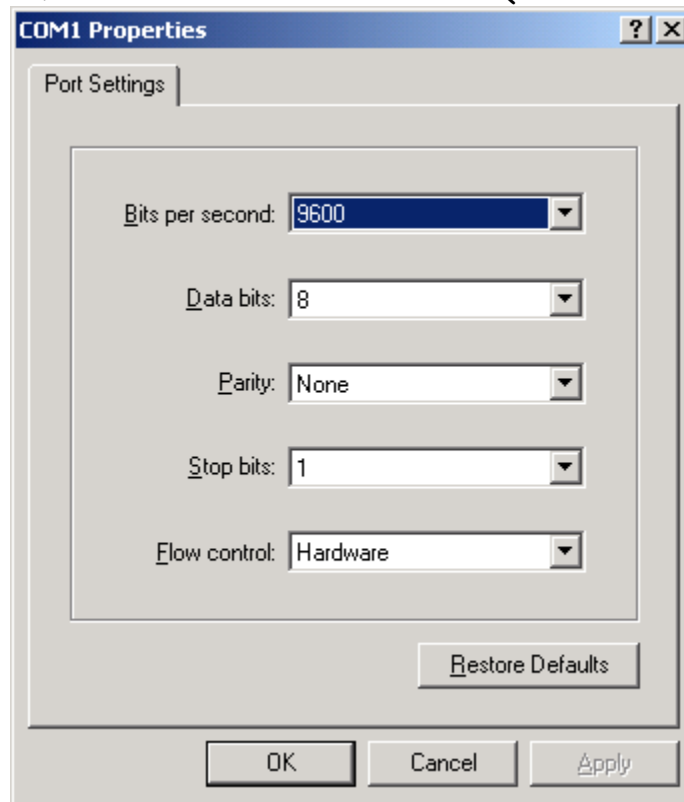 COM1 Properties
Port Settings
Bits per second: 9600
Data bits: 8
Parity: None
Stop bits: 1
Flow control: Hardware
Restore Defaults
OK Cancel Apply